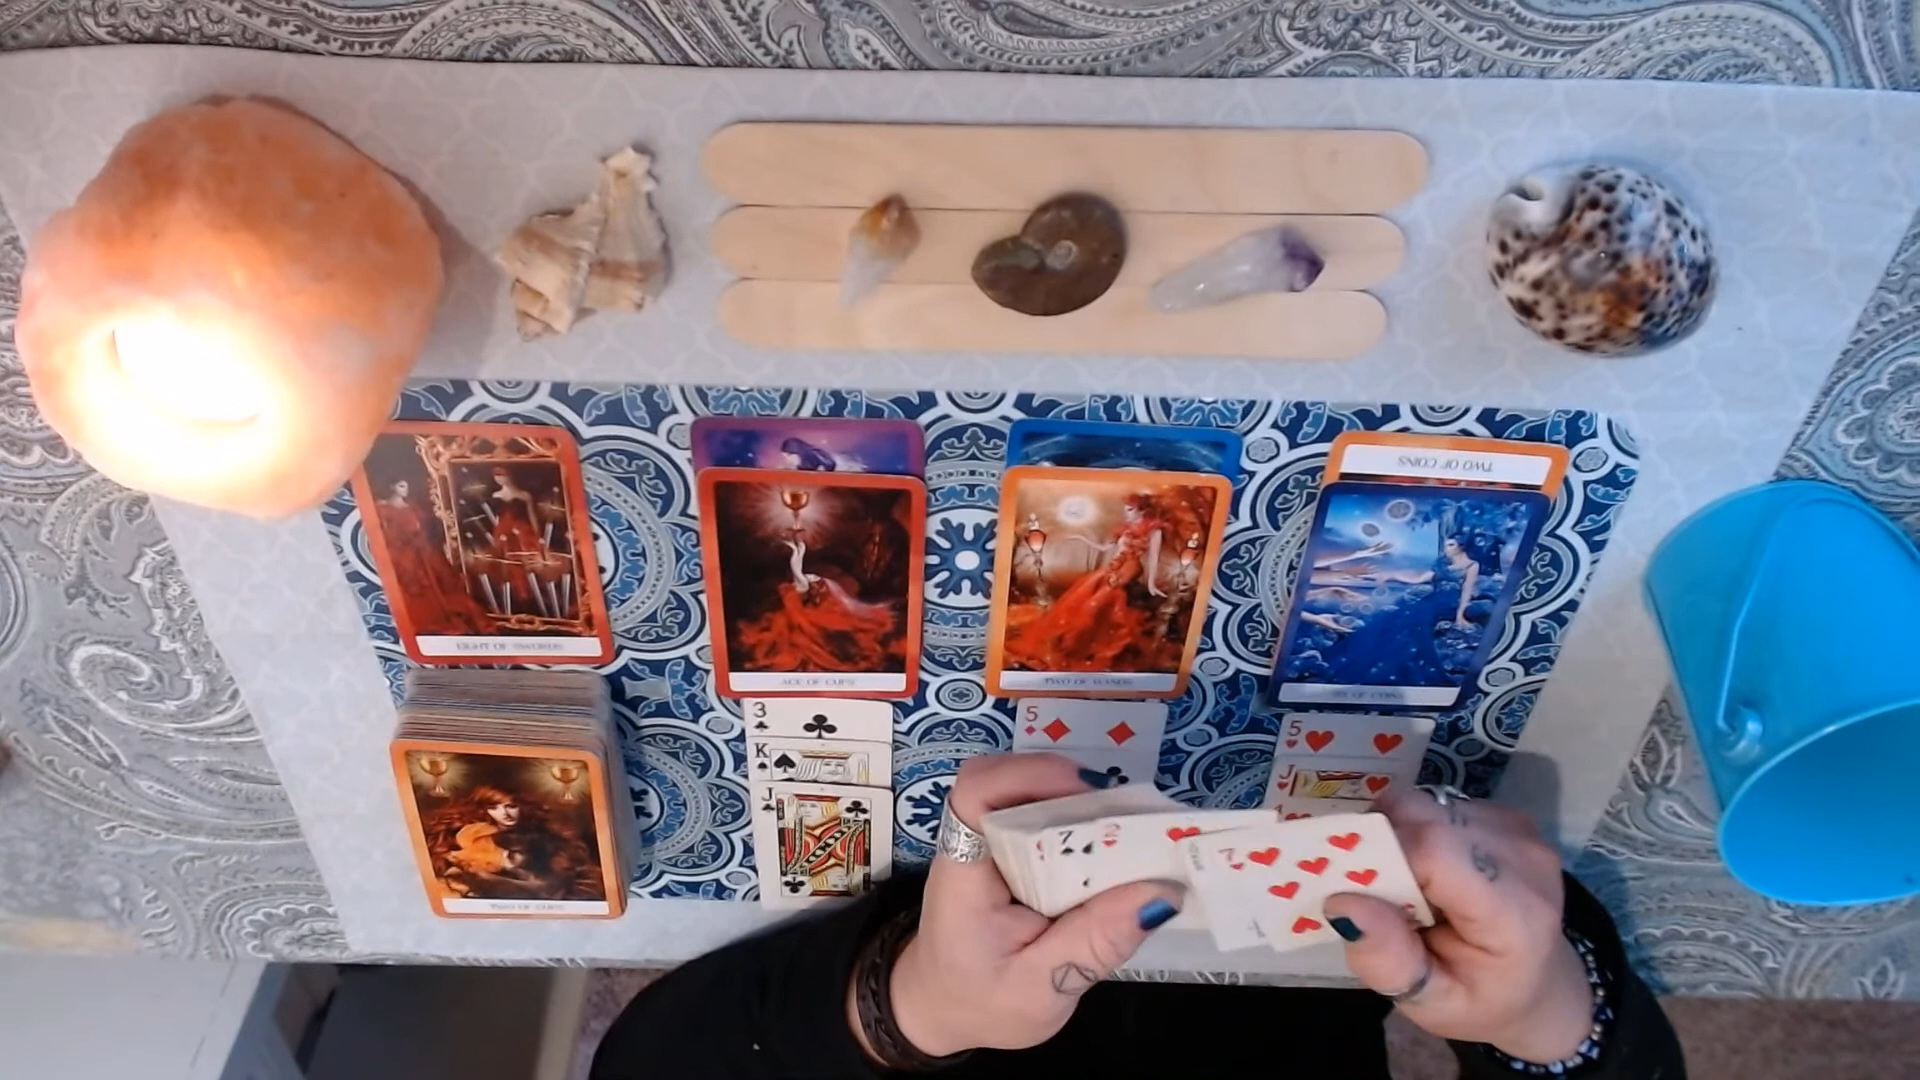 TWO OF COINS
EIGHT OF SWORDS
ACE OF CUPS
TWO OF WANDS
SIX OF COINS
3
5
5
K
J
J
7
2
7
TWO OF CUPS